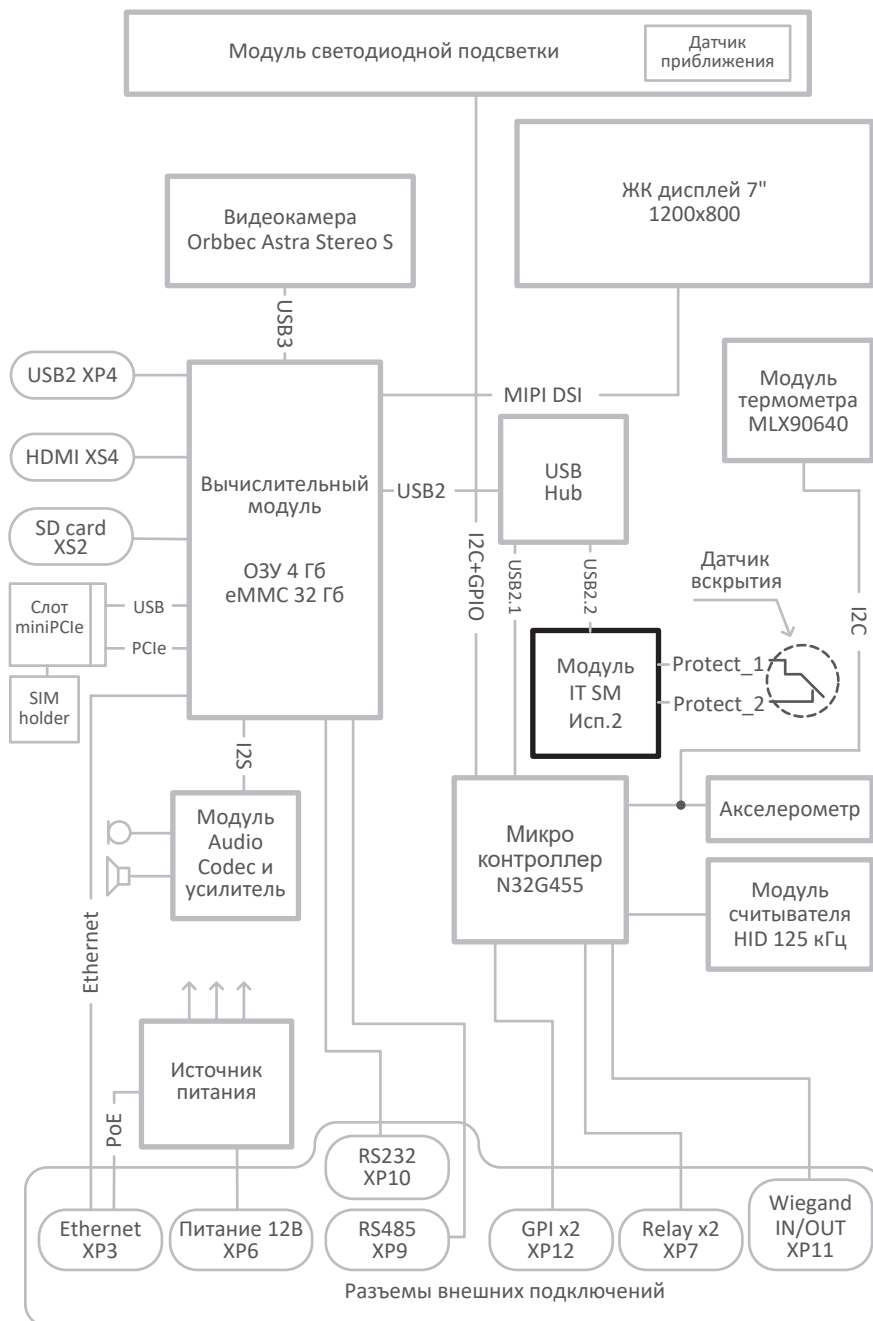 Модуль светодиодной подсветки
Датчик
приближения
ЖК дисплей 7"
1200x800
Видеокамера
Orbbec Astra Stereo S
USB3
USB2 XP4
MIPI DSI
Модуль
термометра
MLX90640
HDMI XS4
USB
Hub
Вычислительный
модуль
ОЗУ 4 Гб
eMMC 32 Гб
USB2
SD card
XS2
I2C+GPIO
USB2.1
USB2.2
Датчик
вскрытия
I2C
Слот
miniPCIe
USB
PCIe
SIM
holder
Модуль
IT SM
Исп.2
Protect_1
Protect_2
I2S
Модуль
Audio
Codec и
усилитель
Микро
контроллер
N32G455
Акселерометр
Модуль
считывателя
HID 125 кГц
Ethernet
Источник
питания
PoE
RS232
XP10
Ethernet
XP3
Питание 12В
XP6
RS485
XP9
GPI x2
XP12
Relay x2
XP7
Wiegand
IN/OUT
XP11
Разъемы внешних подключений